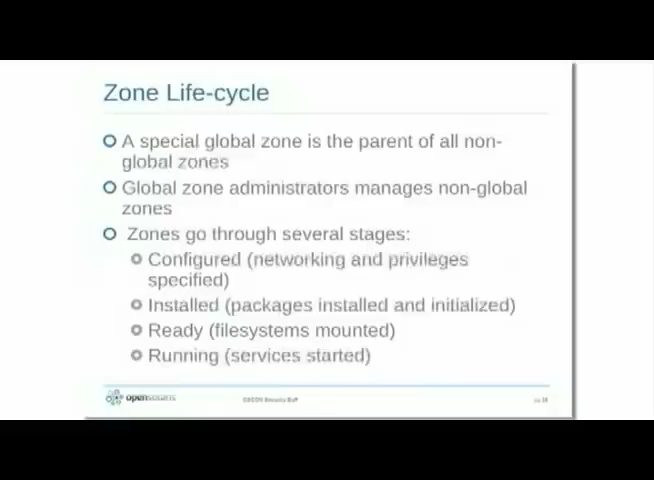 Zone Life-cycle
A special global zone is the parent of all non-
global zones
Global zone administrators manages non-global
zones
Zones go through several stages:
Configured (networking and privileges
specified)
Installed (packages installed and initialized)
Ready (filesystems mounted)
Running (services started)
opensolaris